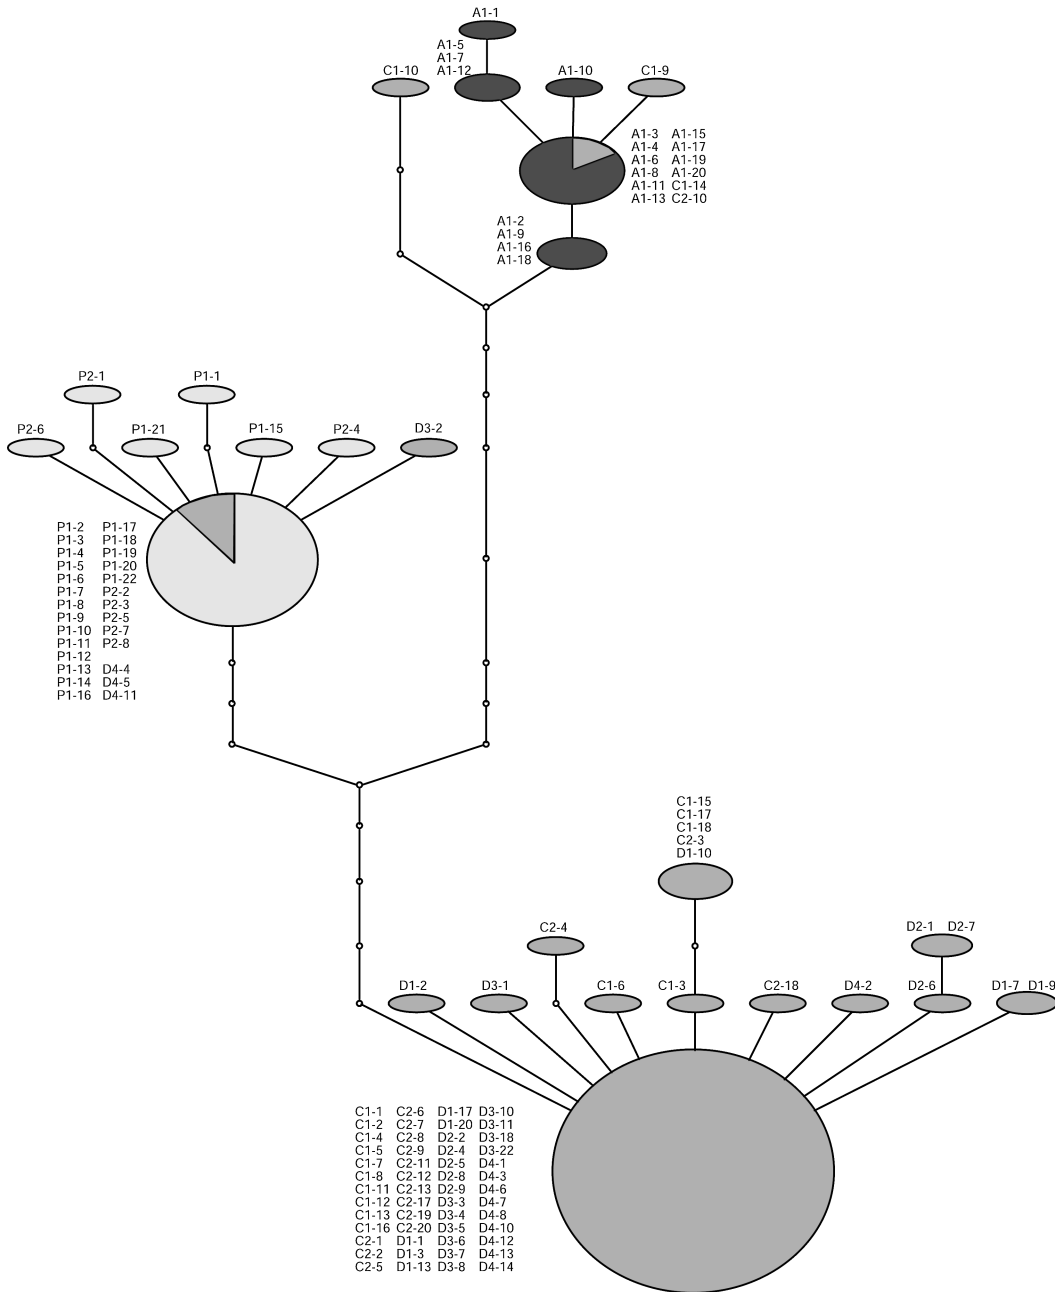 A1-1
A1-5
A1-7
A1-12
C1-10
A1-10
C1-9
A1-3 A1-15
A1-4 A1-17
A1-6 A1-19
A1-8 A1-20
A1-11 C1-14
A1-13 C2-10
A1-2
A1-9
A1-16
A1-18
P2-1
P1-1
P2-6
P1-21
P1-15
P2-4
D3-2
P1-2 P1-17
P1-3 P1-18
P1-4 P1-19
P1-5 P1-20
P1-6 P1-22
P1-7 P2-2
P1-8 P2-3
P1-9 P2-5
P1-10 P2-7
P1-11 P2-8
P1-12
P1-13 D4-4
P1-14 D4-5
P1-16 D4-11
C1-15
C1-17
C1-18
C2-3
D1-10
C2-4
D2-1 D2-7
D1-2
D3-1
C1-6
C1-3
C2-18
D4-2
D2-6
D1-7 D1-9
C1-1 C2-6 D1-17 D3-10
C1-2 C2-7 D1-20 D3-11
C1-4 C2-8 D2-2 D3-18
C1-5 C2-9 D2-4 D3-22
C1-7 C2-11 D2-5 D4-1
C1-8 C2-12 D2-8 D4-3
C1-11 C2-13 D2-9 D4-6
C1-12 C2-17 D3-3 D4-7
C1-13 C2-19 D3-4 D4-8
C1-16 C2-20 D3-5 D4-10
C2-1 D1-1 D3-6 D4-12
C2-2 D1-3 D3-7 D4-13
C2-5 D1-13 D3-8 D4-14